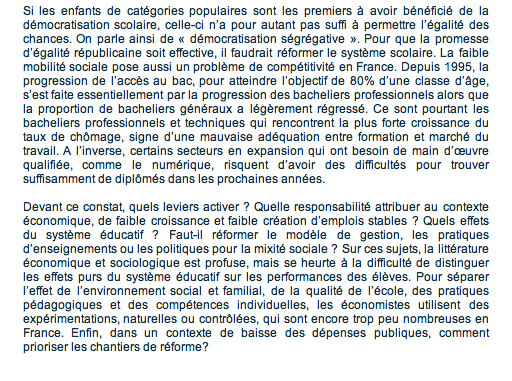 Si les enfants de catégories populaires sont les premiers à avoir bénéficié de la
démocratisation scolaire, celle-ci n'a pour autant pas suffi à permettre l'égalité des
chances. On parle ainsi de « démocratisation ségrégative ». Pour que la promesse
d'égalité républicaine soit effective, il faudrait réformer le système scolaire. La faible
mobilité sociale pose aussi un problème de compétitivité en France. Depuis 1995, la
progression de l'accès au bac, pour atteindre l'objectif de 80% d'une classe d'âge,
s'est faite essentiellement par la progression des bacheliers professionnels alors que
la proportion de bacheliers généraux a légèrement régressé. Ce sont pourtant les
bacheliers professionnels et techniques qui rencontrent la plus forte croissance du
taux de chômage, signe d'une mauvaise adéquation entre formation et marché du
travail. A l'inverse, certains secteurs en expansion qui ont besoin de main d'œuvre
qualifiée, comme le numérique, risquent d'avoir des difficultés pour trouver
suffisamment de diplômés dans les prochaines années.
Devant ce constat, quels leviers activer ? Quelle responsabilité attribuer au contexte
économique, de faible croissance et faible création d'emplois stables ? Quels effets
du système éducatif ? Faut-il réformer le modèle de gestion, les pratiques
d'enseignements ou les politiques pour la mixité sociale ? Sur ces sujets, la littérature
économique et sociologique est profuse, mais se heurte à la difficulté de distinguer
les effets purs du système éducatif sur les performances des élèves. Pour séparer
l'effet de l'environnement social et familial, de la qualité de l'école, des pratiques
pédagogiques et des compétences individuelles, les économistes utilisent des
expérimentations, naturelles ou contrôlées, qui sont encore trop peu nombreuses en
France. Enfin, dans un contexte de baisse des dépenses publiques, comment
prioriser les chantiers de réforme?